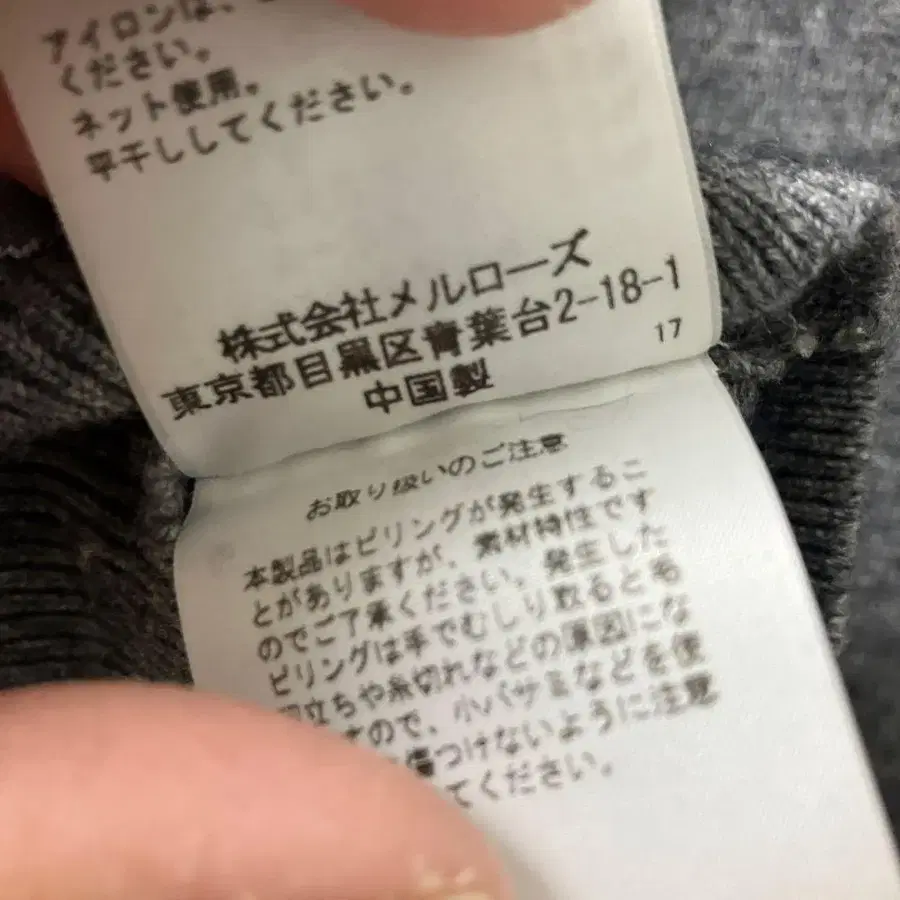 アイロンは、
ください。
ネット使用。
平干ししてください。
株式会社メルローズ
東京都目黒区青葉台2-18-1
中国製
17
お取り扱いのご注意
本製品はピリングが発生するこ
とがありますが、素材特性です
のでご了承ください。発生した
ピリングは手でむしり取ると毛
羽立ちや糸切れなどの原因にな
ますので、小バサミなどを使
傷つけないように注意
てください。